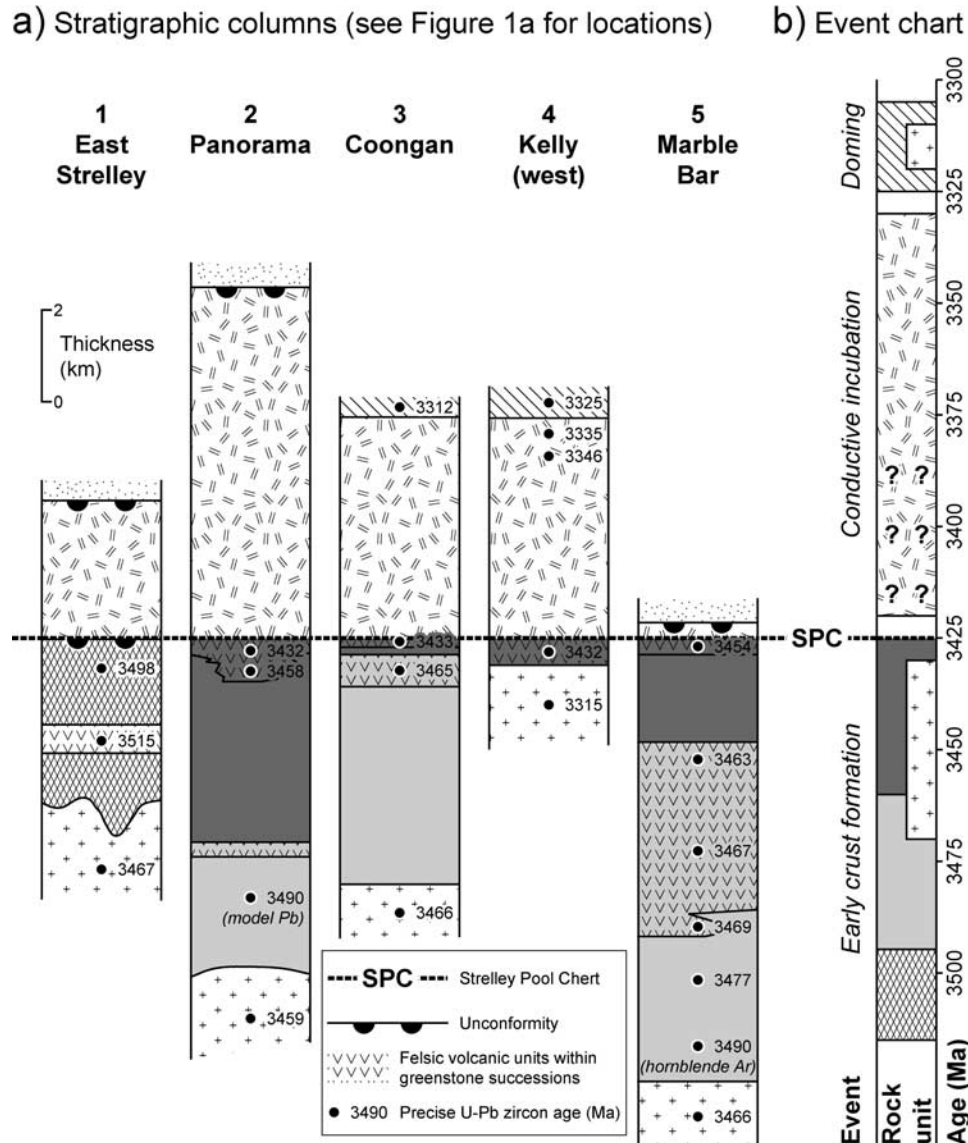 a) Stratigraphic columns (see Figure 1a for locations)
b) Event chart
1
East
Strelley
2
Panorama
3
Coongan
4
Kelly
(west)
5
Marble
Bar
2
Thickness
(km)
0
3498
3515
3467
3432
3458
3490
(model Pb)
3459
3312
3433
3465
3466
3325
3335
3346
3432
3315
3454
3463
3467
3469
3477
3490
(hornblende Ar)
3466
SPC
SPC Strelley Pool Chert
Unconformity
Felsic volcanic units within
greenstone successions
3490 Precise U-Pb zircon age (Ma)
Doming
Conductive incubation
Early crust formation
? ?
? ?
? ?
3300
3325
3350
3375
3400
3425
3450
3475
3500
Event
Rock
unit
Age (Ma)